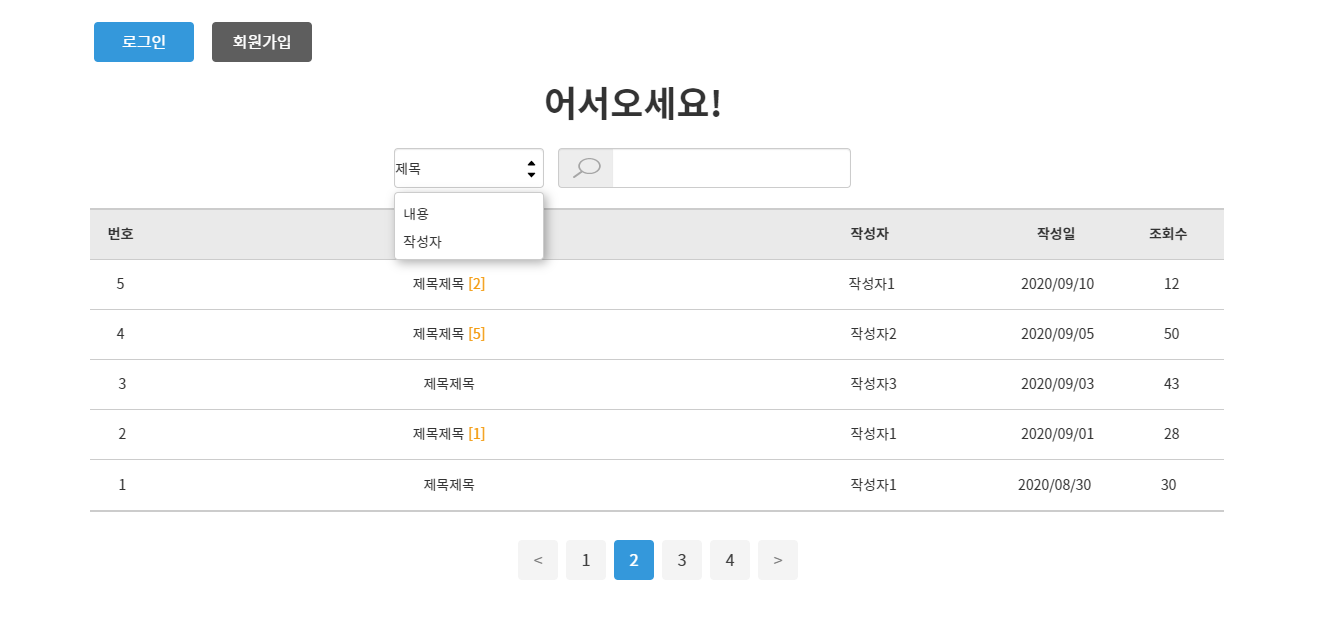 로그인 회원가입
어서오세요!
제목
내용
작성자
번호 작성자 작성일 조회수
5 제목제목 [2] 작성자1 2020/09/10 12
4 제목제목 [5] 작성자2 2020/09/05 50
3 제목제목 작성자3 2020/09/03 43
2 제목제목 [1] 작성자1 2020/09/01 28
1 제목제목 작성자1 2020/08/30 30
< 1 2 3 4 >